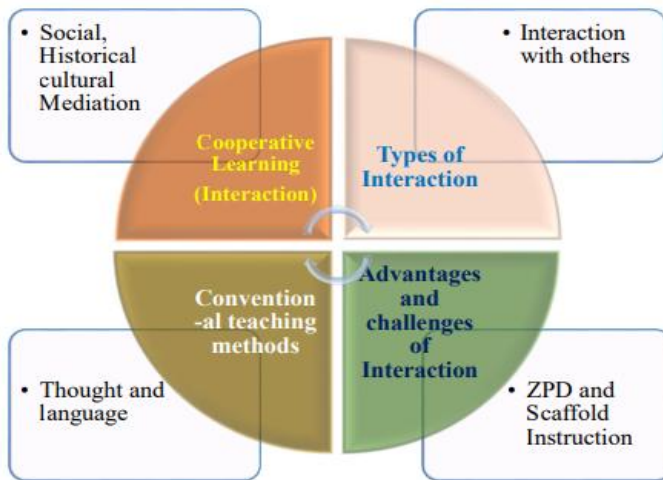 • Social,
Historical
cultural
Mediation
• Interaction
with others
Cooperative
Learning
(Interaction)
Types of
Interaction
Convention
-al teaching
methods
Advantages
and
challenges
of
Interaction
• Thought and
language
• ZPD and
Scaffold
Instruction